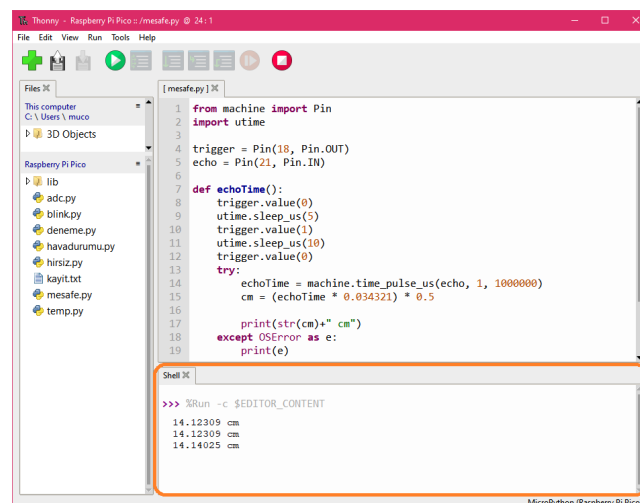 Thonny - Raspberry Pi Pico :: /mesafe.py @ 24 : 1
File Edit View Run Tools Help
Files
This computer
C: \ Users \ muco
3D Objects
Raspberry Pi Pico
lib
adc.py
blink.py
deneme.py
havadurumu.py
hirsiz.py
kayit.txt
mesafe.py
temp.py
[ mesafe.py ]
1 from machine import Pin
2 import utime
3
4 trigger = Pin(18, Pin.OUT)
5 echo = Pin(21, Pin.IN)
6
7 def echoTime():
8     trigger.value(0)
9     utime.sleep_us(5)
10     trigger.value(1)
11     utime.sleep_us(10)
12     trigger.value(0)
13     try:
14         echoTime = machine.time_pulse_us(echo, 1, 1000000)
15         cm = (echoTime * 0.034321) * 0.5
16
17         print(str(cm)+" cm")
18     except OSError as e:
19         print(e)
Shell
>>> %Run -c $EDITOR_CONTENT
14.12309 cm
14.12309 cm
14.14025 cm
MicroPython (Raspberry Pi Pico